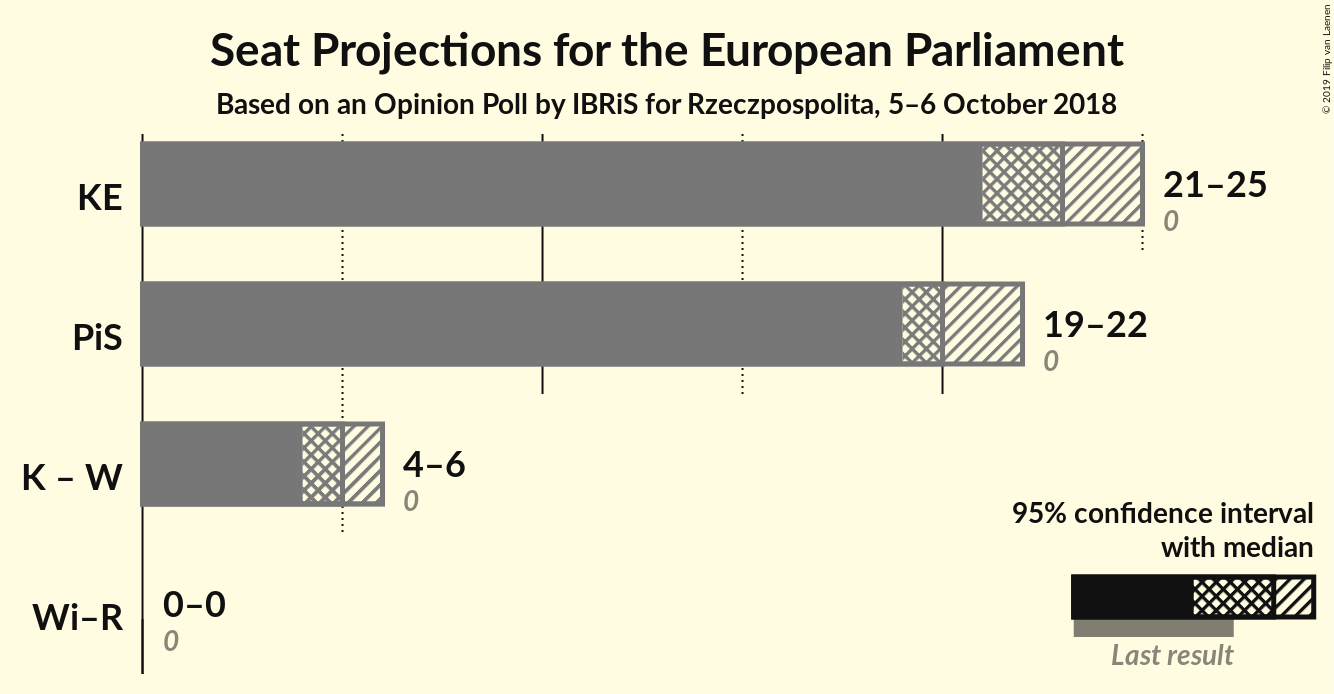 Seat Projections for the European Parliament
Based on an Opinion Poll by IBRiS for Rzeczpospolita, 5–6 October 2018
© 2019 Filip van Laenen
KE
21–25
0
PiS
19–22
0
K – W
4–6
0
Wi–R
0–0
0
95% confidence interval
with median
Last result